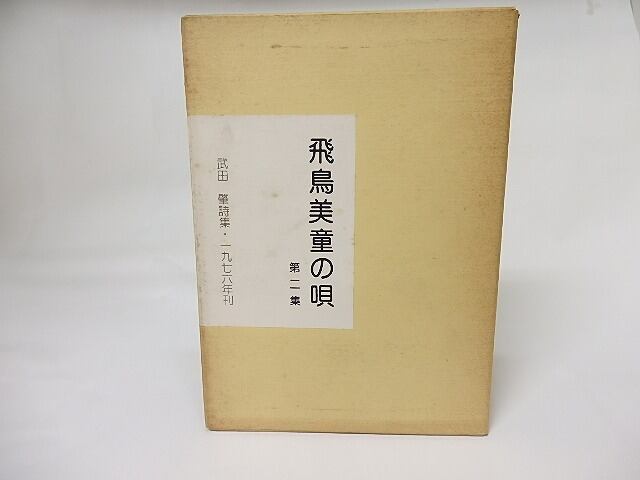 飛鳥美童の唄
第二集
武田 肇詩集・一九七六年刊